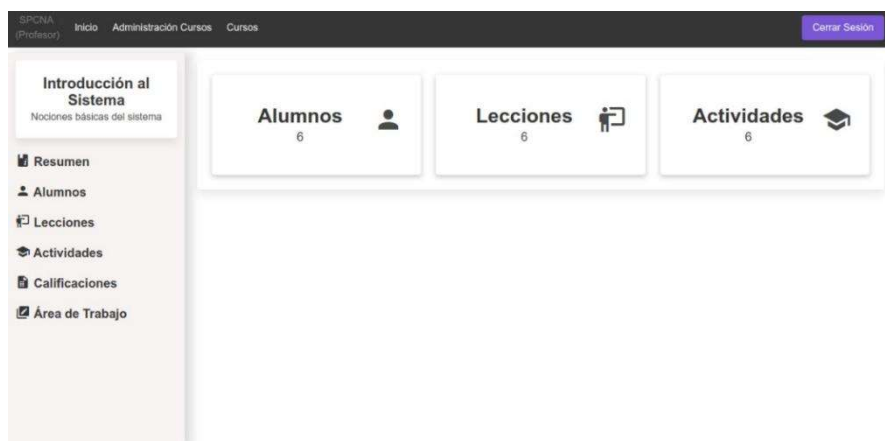 SPCNA
(Profesor)
Inicio
Administración Cursos
Cursos
Cerrar Sesión
Introducción al
Sistema
Nociones básicas del sistema
Resumen
Alumnos
Lecciones
Actividades
Calificaciones
Área de Trabajo
Alumnos
6
Lecciones
6
Actividades
6